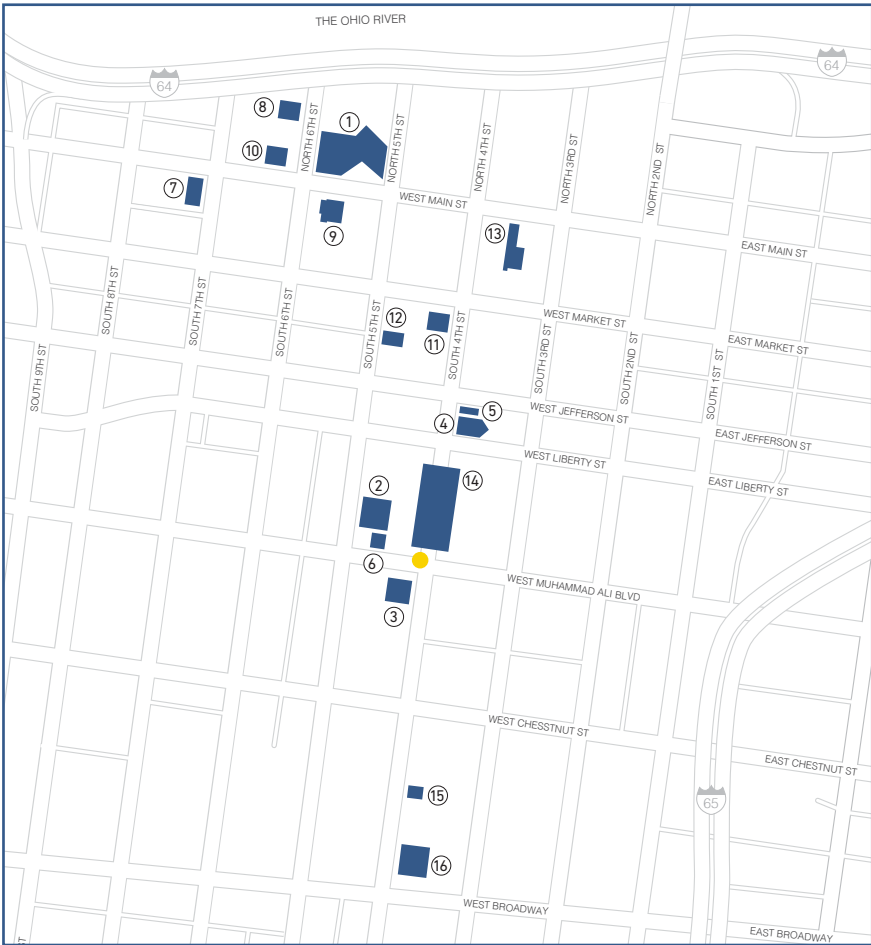 THE OHIO RIVER
64
64
8
1
NORTH 6TH ST
NORTH 5TH ST
NORTH 4TH ST
NORTH 3RD ST
NORTH 2ND ST
10
7
WEST MAIN ST
9
13
EAST MAIN ST
SOUTH 9TH ST
SOUTH 8TH ST
SOUTH 7TH ST
SOUTH 6TH ST
SOUTH 5TH ST
12
11
SOUTH 4TH ST
WEST MARKET ST
SOUTH 3RD ST
SOUTH 2ND ST
SOUTH 1ST ST
EAST MARKET ST
5
4
WEST JEFFERSON ST
EAST JEFFERSON ST
WEST LIBERTY ST
EAST LIBERTY ST
2
14
6
3
WEST MUHAMMAD ALI BLVD
WEST CHESSTNUT ST
EAST CHESTNUT ST
15
65
16
WEST BROADWAY
EAST BROADWAY
ST